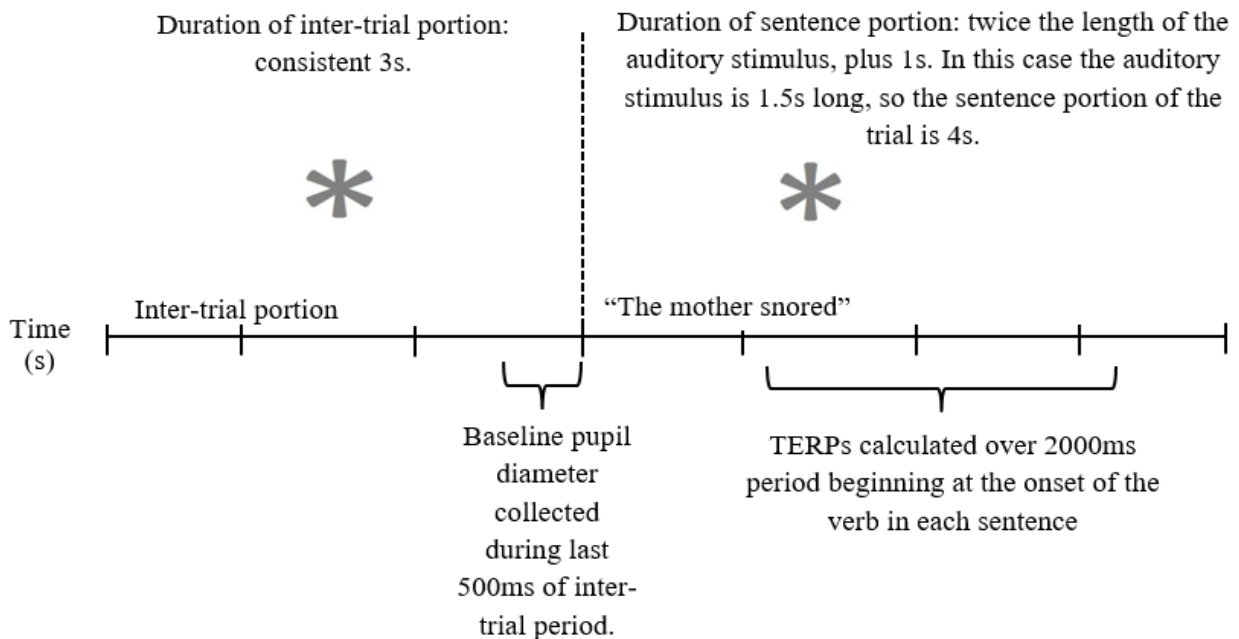 Duration of inter-trial portion:
consistent 3s.
Duration of sentence portion: twice the length of the
auditory stimulus, plus 1s. In this case the auditory
stimulus is 1.5s long, so the sentence portion of the
trial is 4s.
*
*
Inter-trial portion
“The mother snored”
Time
(s)
Baseline pupil
diameter
collected
during last
500ms of inter-
trial period.
TERPs calculated over 2000ms
period beginning at the onset of the
verb in each sentence